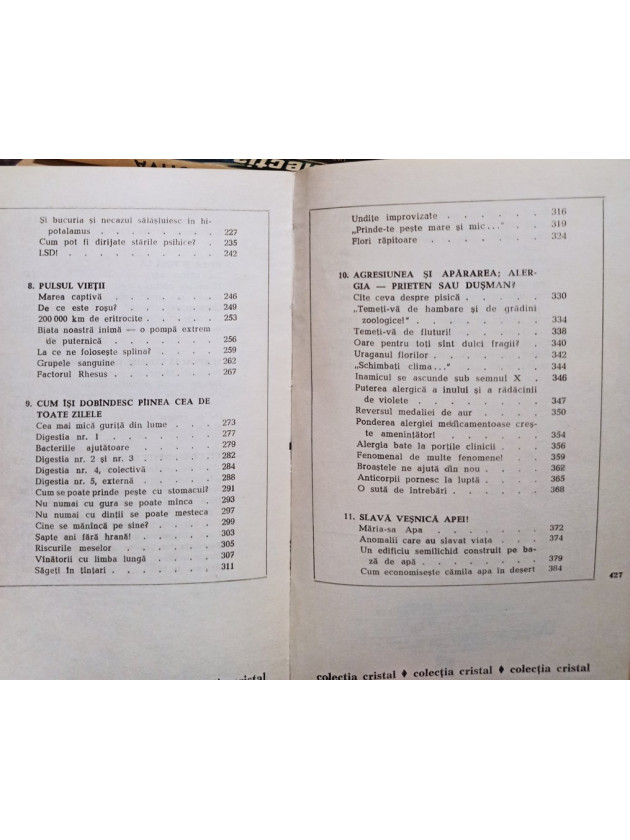 Și bucuria si necazul sălășluiesc în hi-
potalamus . . . . . . . . 227
Cum pot fi dirijate stările psihice? . 235
LSD! . . . . . . . . . 242
8. PULSUL VIEȚII
Marea captivă . . . . . . . 246
De ce este roșu? . . . . . . 249
200 000 km de eritrocite . . . . . 253
Biata noastră inimă — o pompă extrem
de puternică . . . . . . . 256
La ce ne folosește splina? . . . . 259
Grupele sanguine . . . . . . 262
Factorul Rhesus . . . . . . . 267
9. CUM ÎȘI DOBÎNDESC PÎINEA CEA DE
TOATE ZILELE
Cea mai mică guriță din lume . . . . 273
Digestia nr. 1 . . . . . . . 277
Bacteriile ajutătoare . . . . . 279
Digestia nr. 2 și nr. 3 . . . . . 282
Digestia nr. 4, colectivă . . . . 284
Digestia nr. 5, externă . . . . . 288
Cum se poate prinde pește cu stomacul? 291
Nu numai cu gura se poate mînca . . 293
Nu numai cu dinții se poate mesteca 297
Cine se mănîncă pe sine? . . . . 299
Șapte ani fără hrană! . . . . . 303
Riscurile meselor . . . . . . 305
Vînătorii cu limba lungă . . . . 307
Săgeți în țînțari . . . . . . . 311
Undițe improvizate . . . . . . 316
„Prinde-te pește mare și mic...” . . 319
Flori răpitoare . . . . . . . 324
10. AGRESIUNEA ȘI APĂRAREA; ALER-
GIA — PRIETEN SAU DUȘMAN?
Cîte ceva despre pisică . . . . . 330
„Temeți-vă de hambare și de grădini
zoologice!” . . . . . . . . 334
Temeți-vă de fluturi! . . . . . 338
Oare pentru toți sînt dulci fragii? . 340
Uraganul florilor . . . . . . 342
„Schimbați clima...” . . . . . 344
Inamicul se ascunde sub semnul X . 346
Puterea alergică a inului și a rădăcinii
de violete . . . . . . . . 347
Reversul medaliei de aur . . . . 350
Ponderea alergiei medicamentoase creș-
te amenințător! . . . . . . 354
Alergia bate la porțile clinicii . . 356
Fenomenal de multe fenomene! . . . 359
Broaștele ne ajută din nou . . . . 362
Anticorpii pornesc la luptă . . . . 365
O sută de întrebări . . . . . . 368
11. SLAVĂ VEȘNICĂ APEI!
Măria-sa Apa . . . . . . . 372
Anomalii care au slavat viața . . . 374
Un edificiu semilichid construit pe ba-
ză de apă . . . . . . . . 379
Cum economisește cămila apa în deșert 384
427
cristal
colecția cristal ♦ colecția cristal ♦ colecția cristal